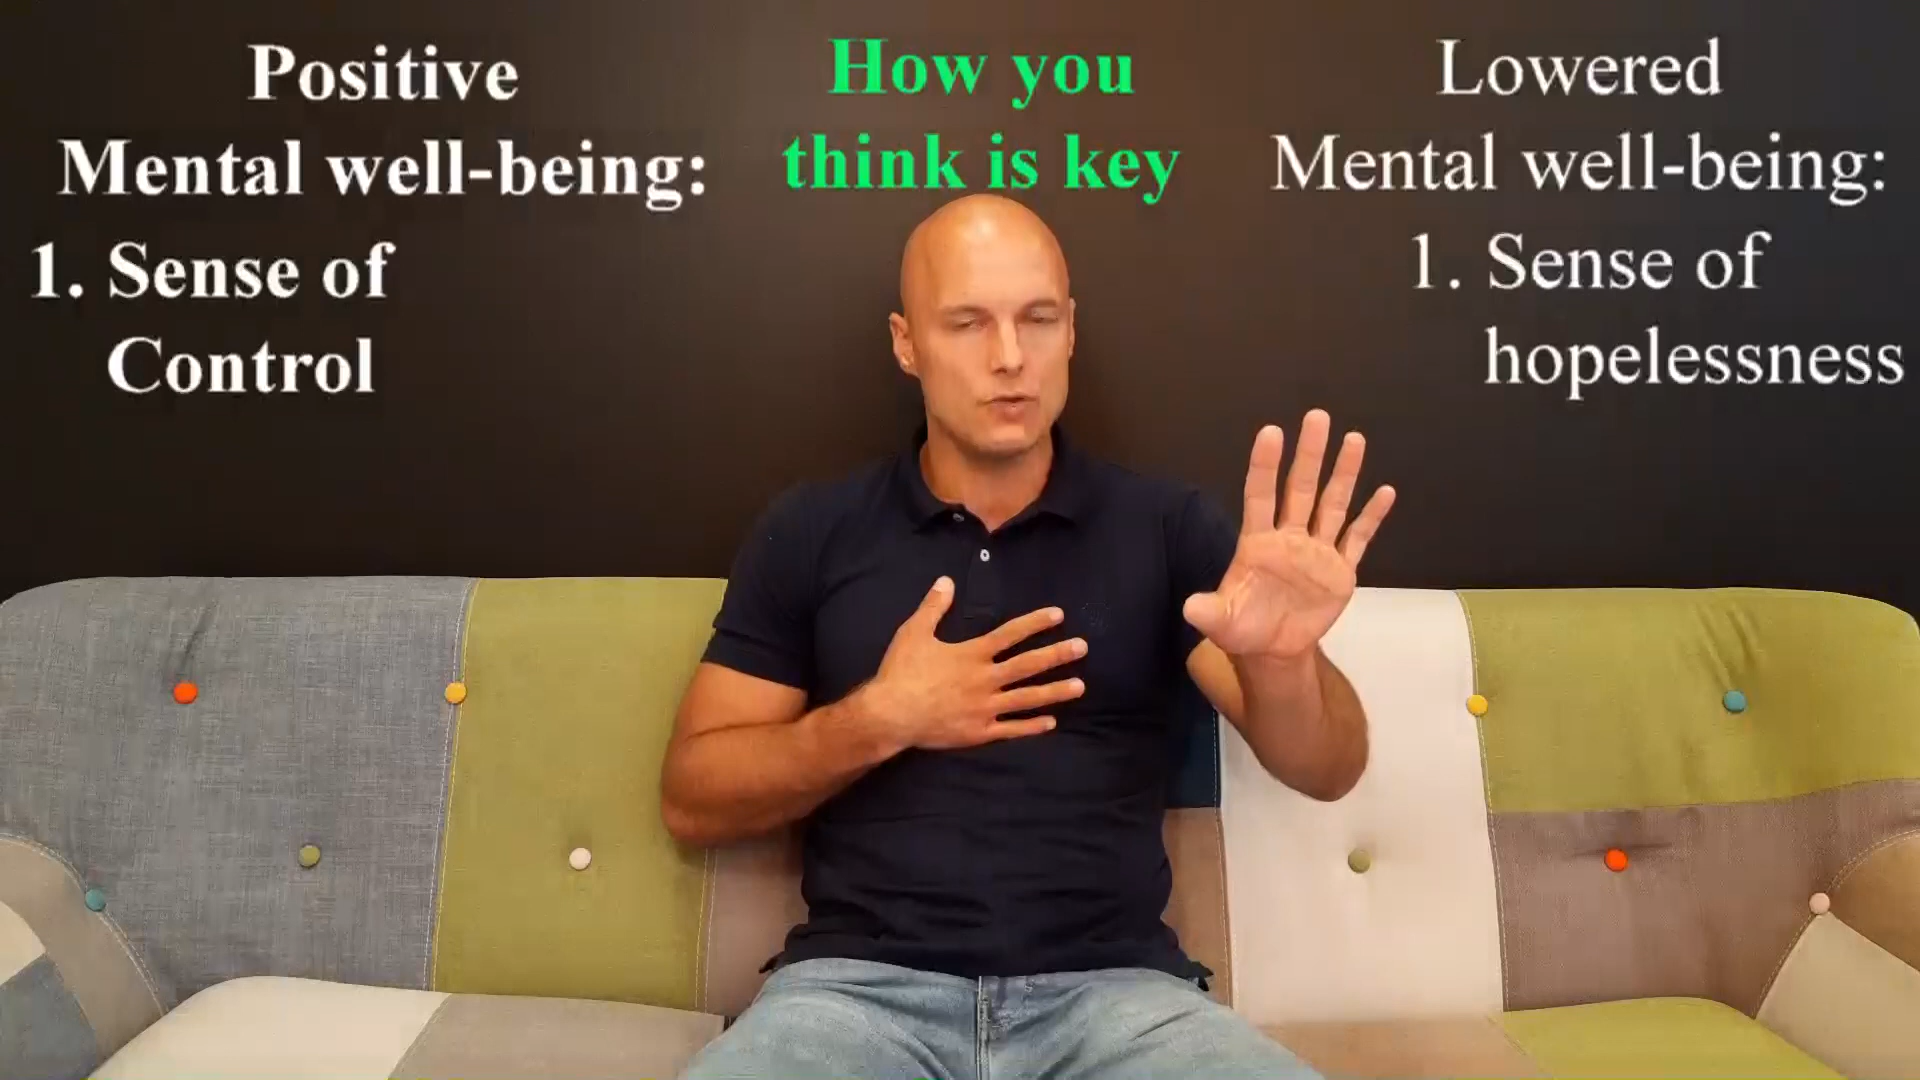 Positive
Mental well-being:
1. Sense of
Control
How you
think is key
Lowered
Mental well-being:
1. Sense of
hopelessness